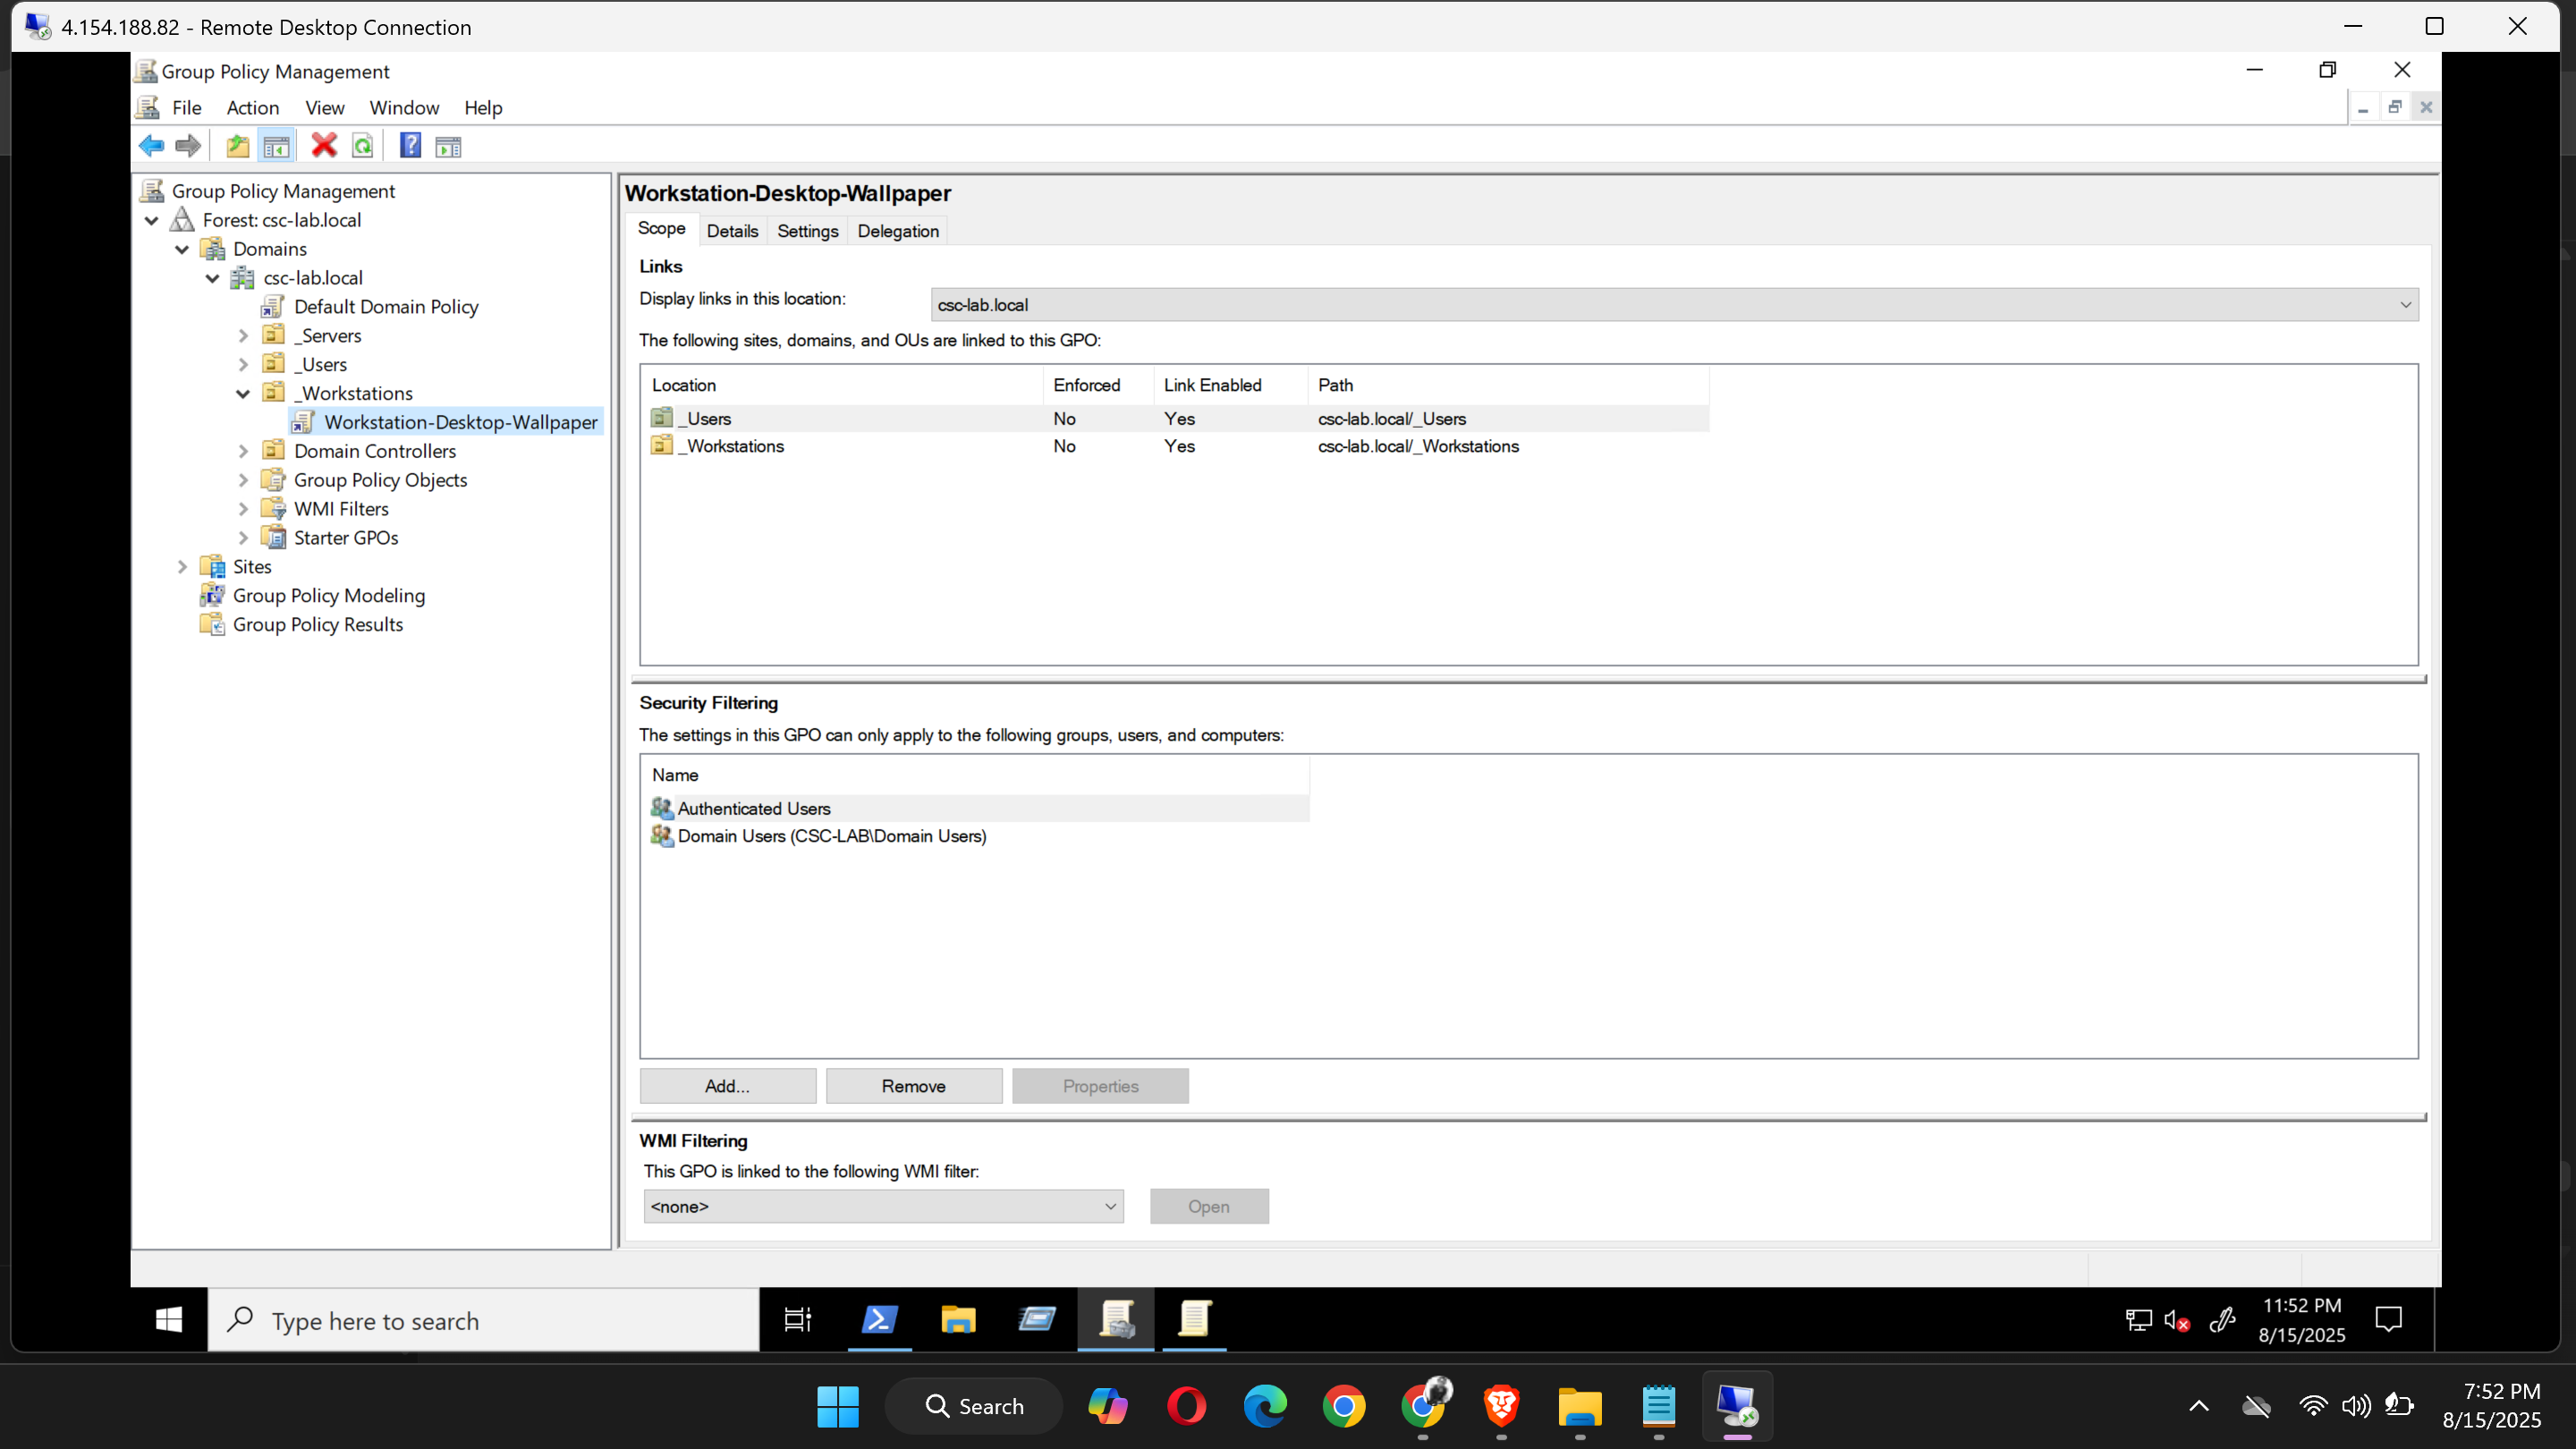 4.154.188.82 - Remote Desktop Connection
Group Policy Management
File Action View Window Help
Group Policy Management
Forest: csc-lab.local
Domains
csc-lab.local
Default Domain Policy
_Servers
_Users
_Workstations
Workstation-Desktop-Wallpaper
Domain Controllers
Group Policy Objects
WMI Filters
Starter GPOs
Sites
Group Policy Modeling
Group Policy Results
Workstation-Desktop-Wallpaper
Scope Details Settings Delegation
Links
Display links in this location: csc-lab.local
The following sites, domains, and OUs are linked to this GPO:
Location Enforced Link Enabled Path
_Users No Yes csc-lab.local/_Users
_Workstations No Yes csc-lab.local/_Workstations
Security Filtering
The settings in this GPO can only apply to the following groups, users, and computers:
Name
Authenticated Users
Domain Users (CSC-LAB\Domain Users)
Add... Remove Properties
WMI Filtering
This GPO is linked to the following WMI filter:
<none> Open
Type here to search
11:52 PM
8/15/2025
Search
7:52 PM
8/15/2025